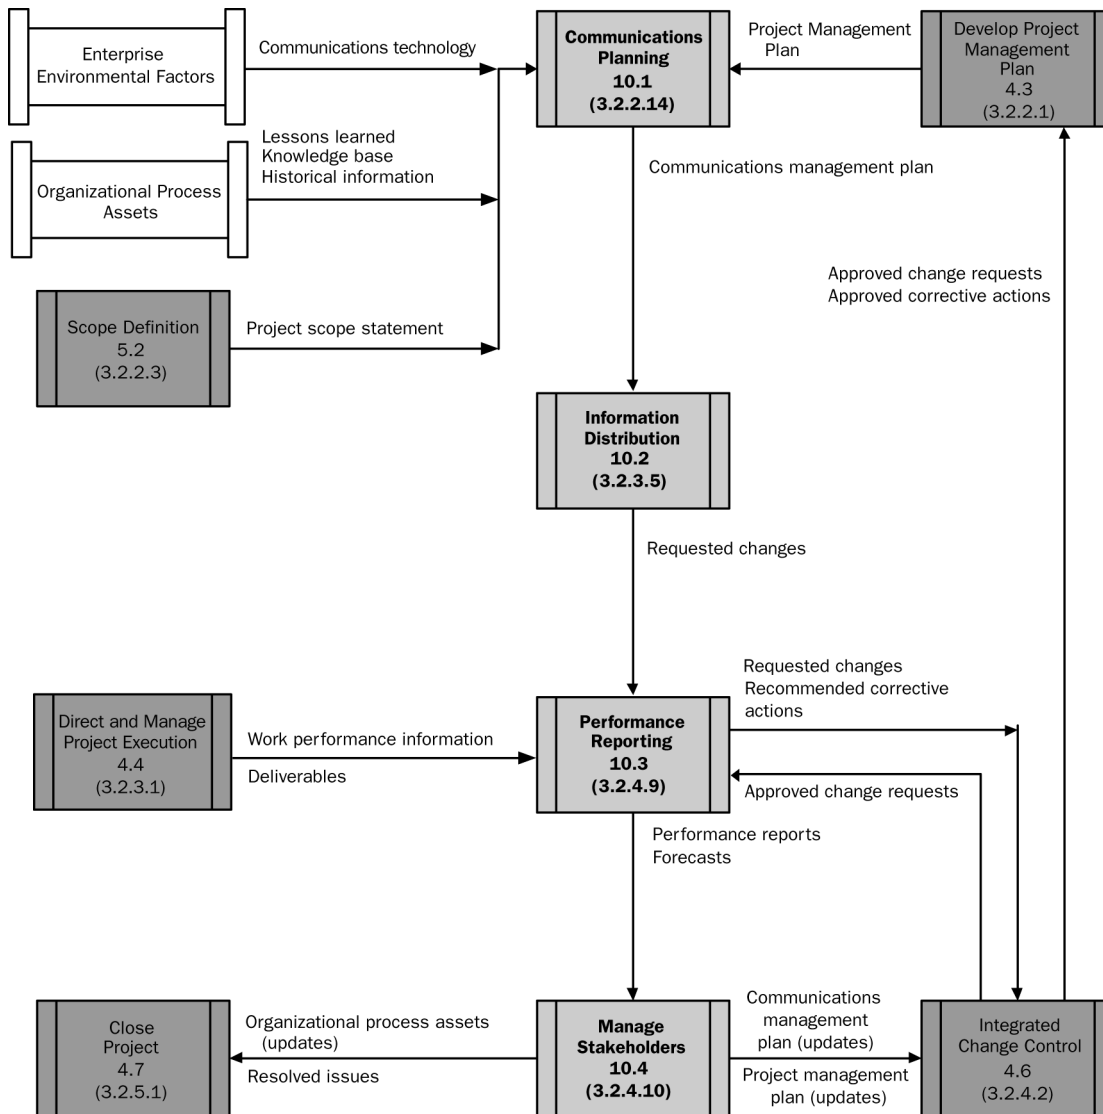 Enterprise
Environmental Factors
Communications technology
Communications
Planning
10.1
(3.2.2.14)
Project Management
Plan
Develop Project
Management
Plan
4.3
(3.2.2.1)
Organizational Process
Assets
Lessons learned
Knowledge base
Historical information
Communications management plan
Scope Definition
5.2
(3.2.2.3)
Project scope statement
Approved change requests
Approved corrective actions
Information
Distribution
10.2
(3.2.3.5)
Requested changes
Direct and Manage
Project Execution
4.4
(3.2.3.1)
Work performance information
Deliverables
Performance
Reporting
10.3
(3.2.4.9)
Requested changes
Recommended corrective
actions
Approved change requests
Performance reports
Forecasts
Close
Project
4.7
(3.2.5.1)
Organizational process assets
(updates)
Resolved issues
Manage
Stakeholders
10.4
(3.2.4.10)
Communications
management
plan (updates)
Project management
plan (updates)
Integrated
Change Control
4.6
(3.2.4.2)